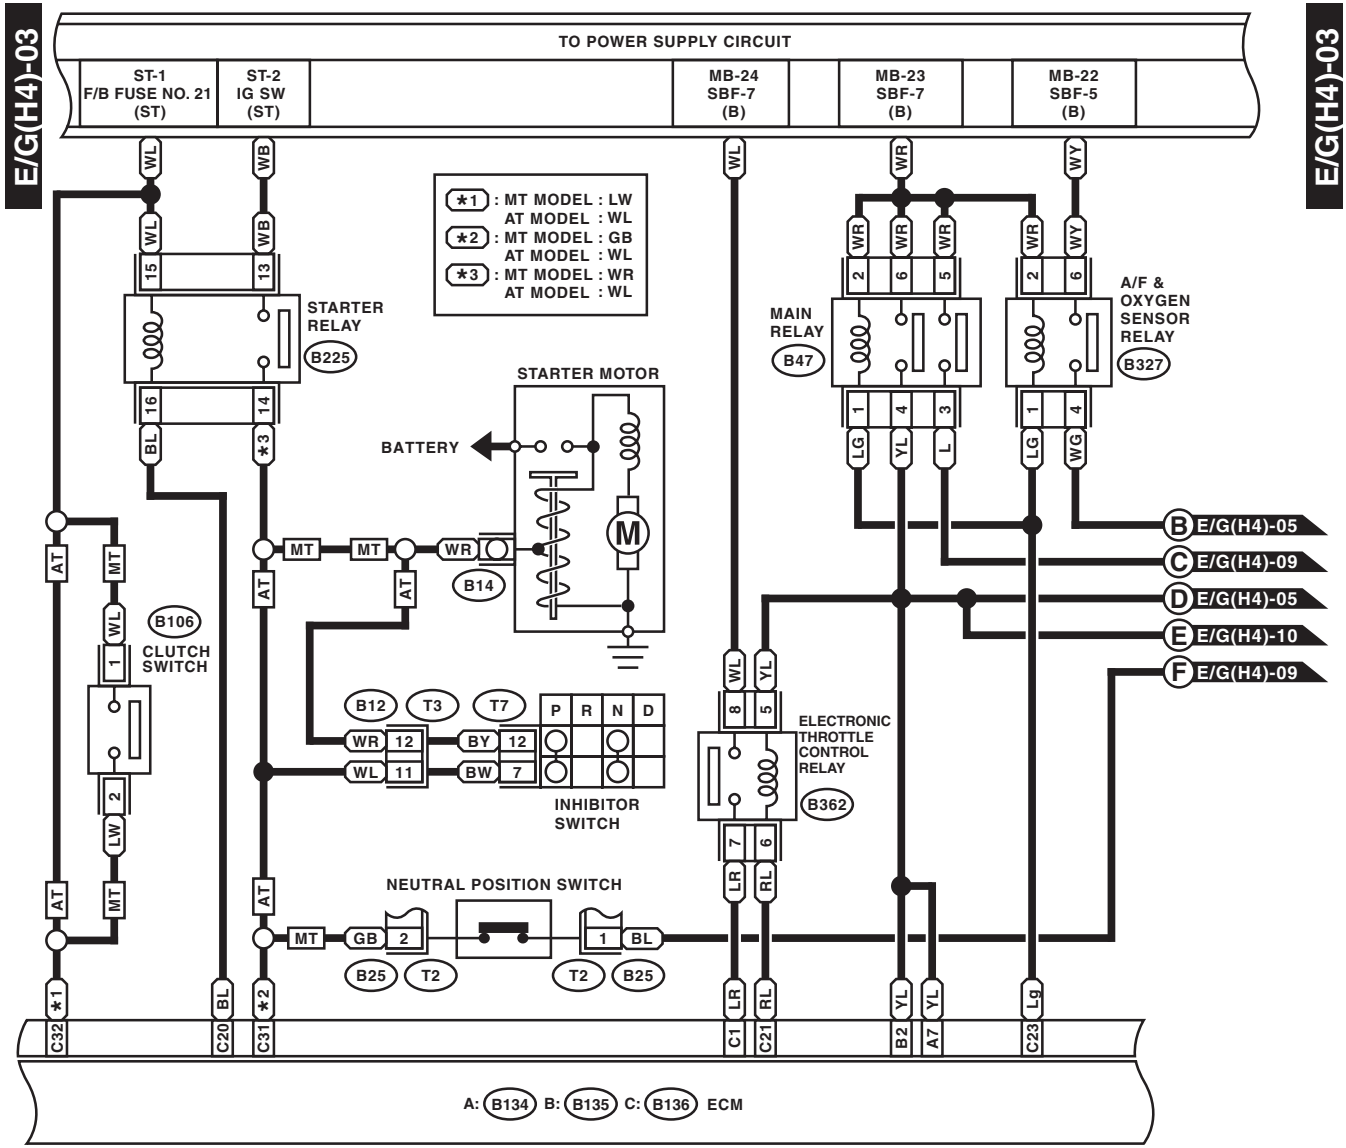 E/G(H4)-03
E/G(H4)-03
TO POWER SUPPLY CIRCUIT
ST-1
F/B FUSE NO. 21
(ST)
ST-2
IG SW
(ST)
MB-24
SBF-7
(B)
MB-23
SBF-7
(B)
MB-22
SBF-5
(B)
WL
WB
WL
WR
WY
*1 : MT MODEL : LW
AT MODEL : WL
*2 : MT MODEL : GB
AT MODEL : WL
*3 : MT MODEL : WR
AT MODEL : WL
WL
WB
WR
WR
WR
WR
WY
15
13
2
6
5
2
6
STARTER
RELAY
B225
MAIN
RELAY
B47
A/F &
OXYGEN
SENSOR
RELAY
B327
16
14
1
4
3
1
4
BL
*3
LG
YL
L
LG
WG
STARTER MOTOR
BATTERY
M
B E/G(H4)-05
C E/G(H4)-09
D E/G(H4)-05
E E/G(H4)-10
F E/G(H4)-09
MT
MT
WR
B14
AT
MT
AT
AT
WL
B106
CLUTCH
SWITCH
1
2
LW
AT
MT
WL
YL
8
5
ELECTRONIC
THROTTLE
CONTROL
RELAY
B362
7
6
LR
RL
B12
T3
T7
P R N D
WR 12 BY 12
WL 11 BW 7
INHIBITOR
SWITCH
AT
NEUTRAL POSITION SWITCH
MT GB 2
1 BL
B25
T2
T2
B25
*1
BL
*2
LR
RL
YL
YL
Lg
C32
C20
C31
C1
C21
B2
A7
C23
A: B134 B: B135 C: B136 ECM